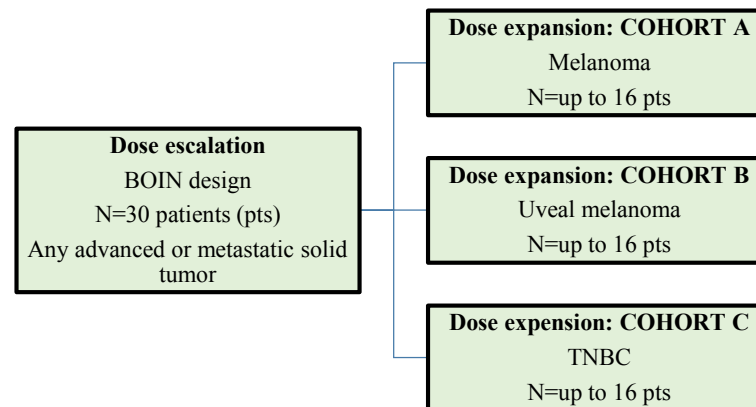 Dose escalation
BOIN design
N=30 patients (pts)
Any advanced or metastatic solid
tumor
Dose expansion: COHORT A
Melanoma
N=up to 16 pts
Dose expansion: COHORT B
Uveal melanoma
N=up to 16 pts
Dose expension: COHORT C
TNBC
N=up to 16 pts